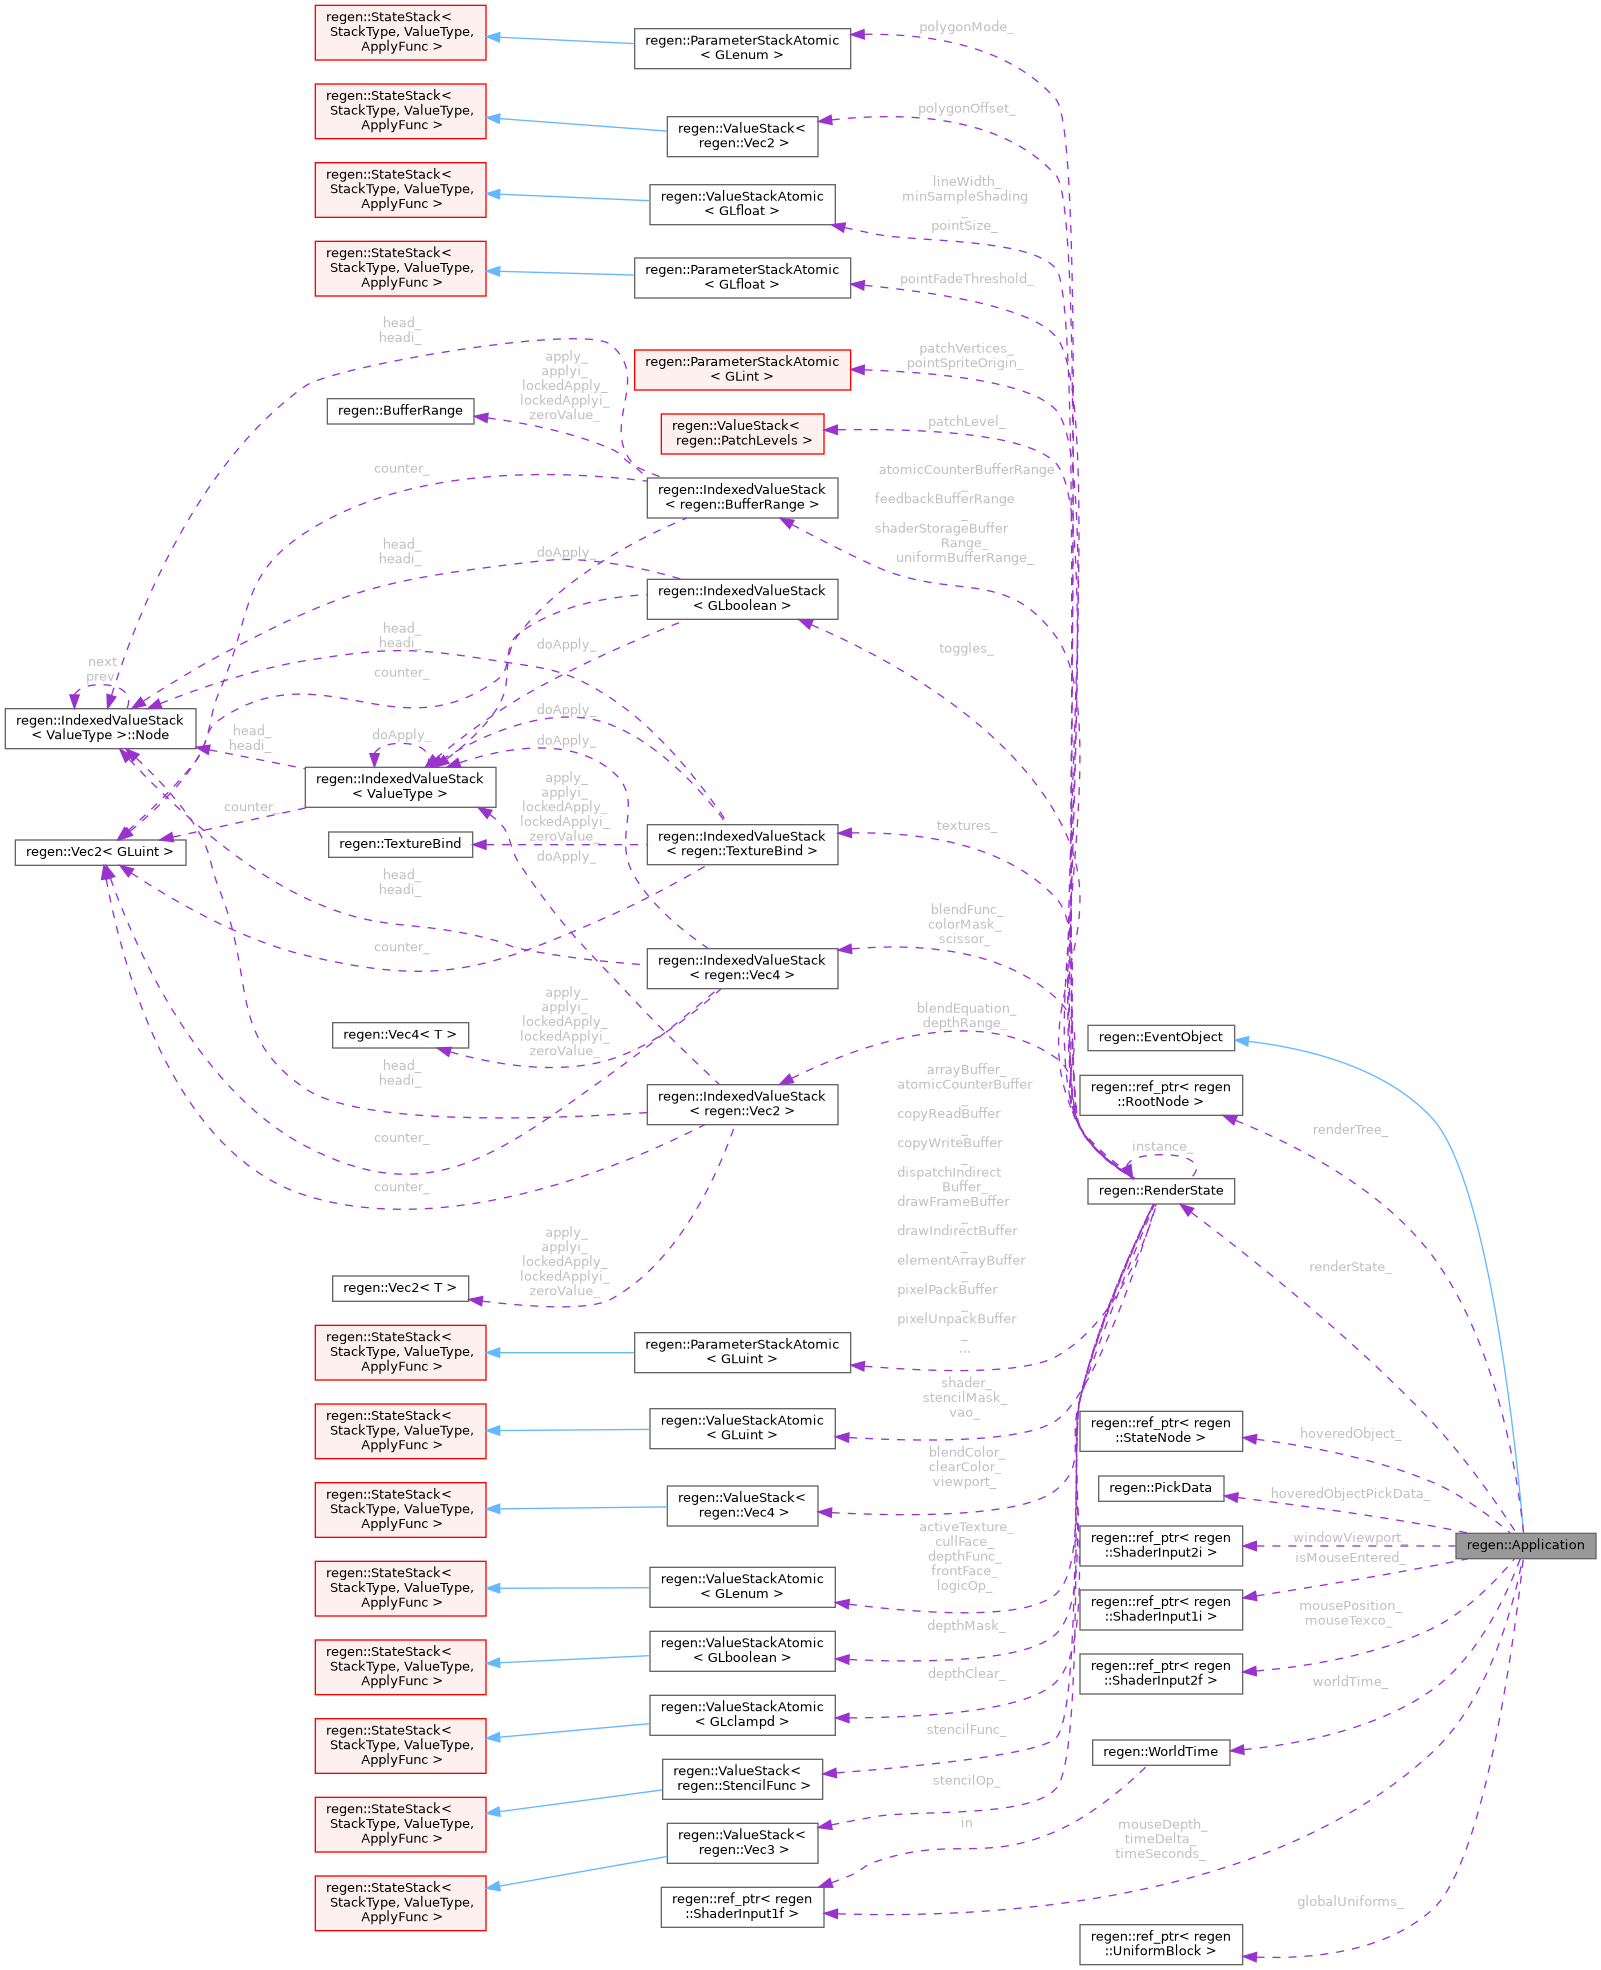 regen::StateStack<
StackType, ValueType,
ApplyFunc >
regen::StateStack<
StackType, ValueType,
ApplyFunc >
regen::StateStack<
StackType, ValueType,
ApplyFunc >
regen::StateStack<
StackType, ValueType,
ApplyFunc >
head_
headi_
regen::BufferRange
counter_
head_
headi_
head_
headi_
counter_
next
prev
regen::IndexedValueStack
< ValueType >::Node
head_
headi_
doApply_
regen::IndexedValueStack
< ValueType >
counter_
regen::Vec2< GLuint >
regen::TextureBind
head_
headi_
counter_
regen::Vec4< T >
head_
headi_
counter_
counter_
regen::Vec2< T >
regen::StateStack<
StackType, ValueType,
ApplyFunc >
regen::StateStack<
StackType, ValueType,
ApplyFunc >
regen::StateStack<
StackType, ValueType,
ApplyFunc >
regen::StateStack<
StackType, ValueType,
ApplyFunc >
regen::StateStack<
StackType, ValueType,
ApplyFunc >
regen::StateStack<
StackType, ValueType,
ApplyFunc >
regen::StateStack<
StackType, ValueType,
ApplyFunc >
regen::StateStack<
StackType, ValueType,
ApplyFunc >
apply_
applyi_
lockedApply_
lockedApplyi_
zeroValue_
doApply_
doApply_
doApply_
doApply_
apply_
applyi_
lockedApply_
lockedApplyi_
zeroValue_
doApply_
apply_
applyi_
lockedApply_
lockedApplyi_
zeroValue_
apply_
applyi_
lockedApply_
lockedApplyi_
zeroValue_
regen::ParameterStackAtomic
< GLenum >
regen::ValueStack<
regen::Vec2 >
regen::ValueStackAtomic
< GLfloat >
regen::ParameterStackAtomic
< GLfloat >
regen::ParameterStackAtomic
< GLint >
regen::ValueStack<
regen::PatchLevels >
regen::IndexedValueStack
< regen::BufferRange >
regen::IndexedValueStack
< GLboolean >
regen::IndexedValueStack
< regen::TextureBind >
regen::IndexedValueStack
< regen::Vec4 >
regen::IndexedValueStack
< regen::Vec2 >
regen::ParameterStackAtomic
< GLuint >
regen::ValueStackAtomic
< GLuint >
regen::ValueStack<
regen::Vec4 >
regen::ValueStackAtomic
< GLenum >
regen::ValueStackAtomic
< GLboolean >
regen::ValueStackAtomic
< GLclampd >
regen::ValueStack<
regen::StencilFunc >
regen::ValueStack<
regen::Vec3 >
regen::ref_ptr< regen
::ShaderInput1f >
polygonMode_
polygonOffset_
lineWidth_
minSampleShading
_
pointSize_
pointFadeThreshold_
patchVertices_
pointSpriteOrigin_
patchLevel_
atomicCounterBufferRange
_
feedbackBufferRange
_
shaderStorageBuffer
Range_
uniformBufferRange_
toggles_
textures_
blendFunc_
colorMask_
scissor_
blendEquation_
depthRange_
arrayBuffer_
atomicCounterBuffer
_
copyReadBuffer
_
copyWriteBuffer
_
dispatchIndirect
Buffer_
drawFrameBuffer
_
drawIndirectBuffer
_
elementArrayBuffer
_
pixelPackBuffer
_
pixelUnpackBuffer
_
...
shader_
stencilMask_
vao_
blendColor_
clearColor_
viewport_
activeTexture_
cullFace_
depthFunc_
frontFace_
logicOp_
depthMask_
depthClear_
stencilFunc_
stencilOp_
in
regen::EventObject
regen::ref_ptr< regen
::RootNode >
instance_
regen::RenderState
regen::ref_ptr< regen
::StateNode >
regen::PickData
regen::ref_ptr< regen
::ShaderInput2i >
regen::ref_ptr< regen
::ShaderInput1i >
regen::ref_ptr< regen
::ShaderInput2f >
regen::WorldTime
mouseDepth_
timeDelta_
timeSeconds_
regen::ref_ptr< regen
::UniformBlock >
renderTree_
renderState_
hoveredObject_
hoveredObjectPickData_
windowViewport_
isMouseEntered_
mousePosition_
mouseTexco_
worldTime_
globalUniforms_
regen::Application